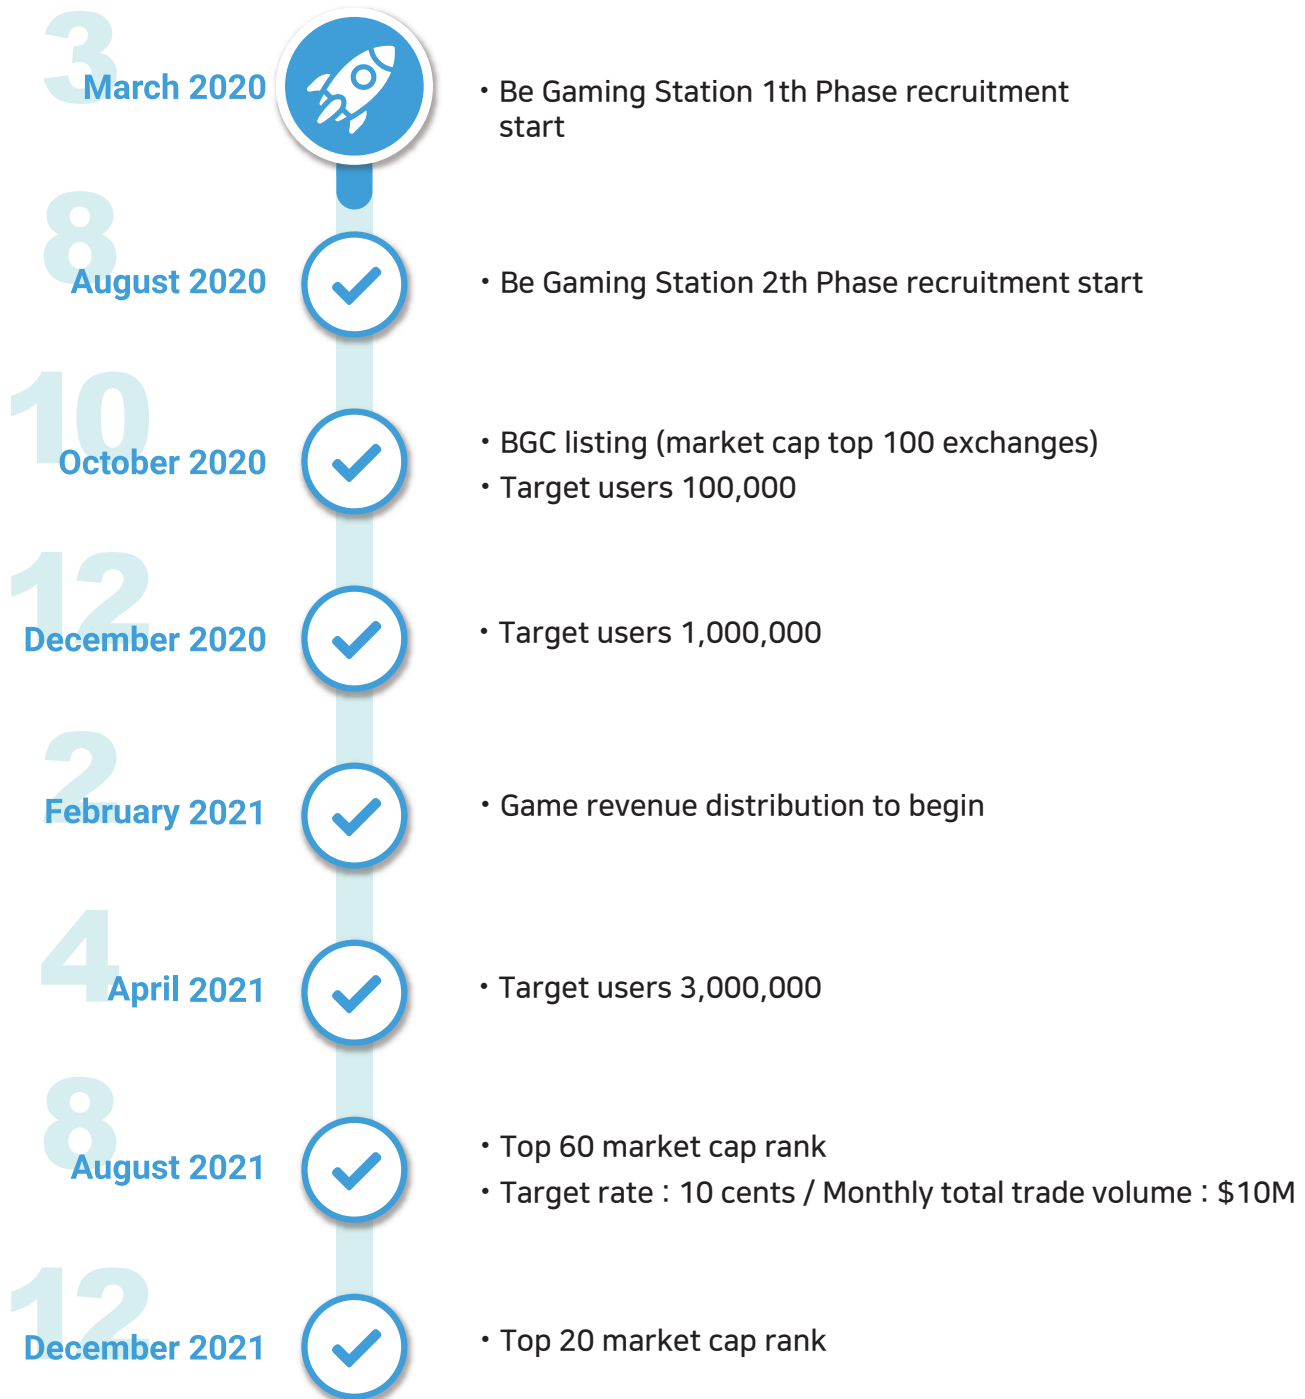 3
March 2020
・Be Gaming Station 1th Phase recruitment
start
8
August 2020
・Be Gaming Station 2th Phase recruitment start
10
October 2020
・BGC listing (market cap top 100 exchanges)
・Target users 100,000
12
December 2020
・Target users 1,000,000
2
February 2021
・Game revenue distribution to begin
4
April 2021
・Target users 3,000,000
8
August 2021
・Top 60 market cap rank
・Target rate : 10 cents / Monthly total trade volume : $10M
12
December 2021
・Top 20 market cap rank